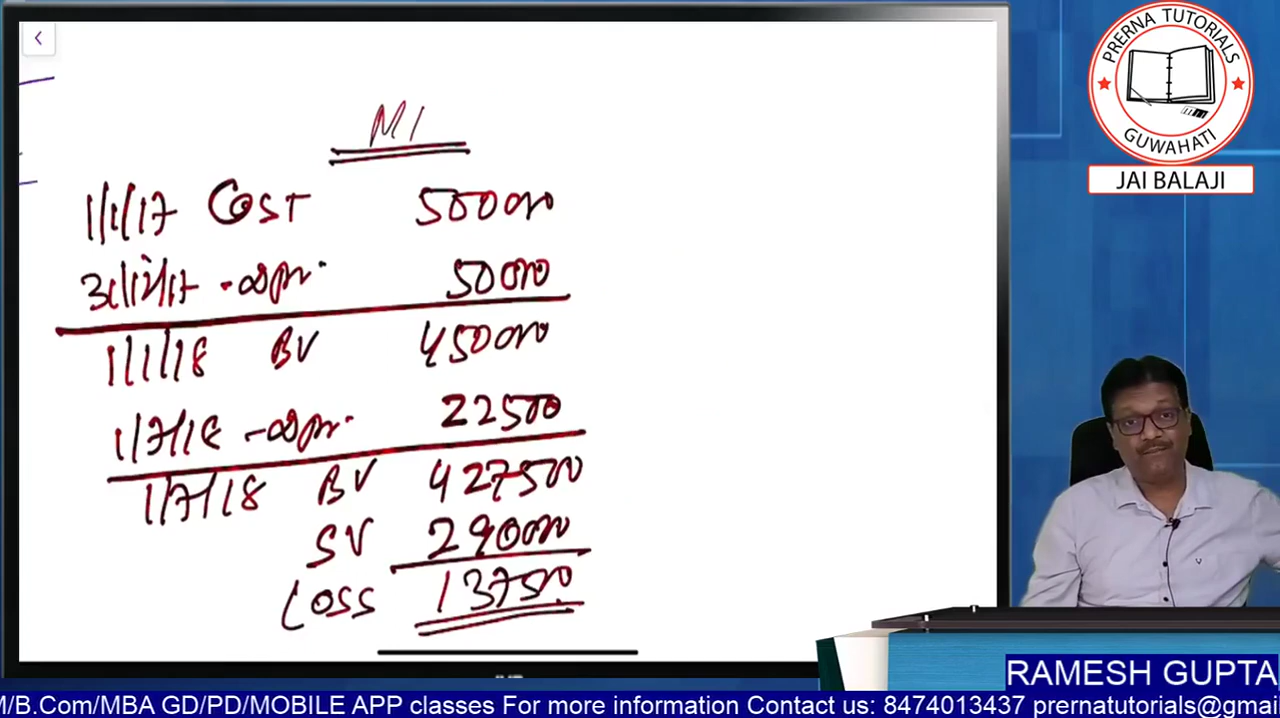 M1
1/1/17 COST 500000
31/12/17 - Dpr. 50000
1/1/18 BV 450000
1/7/18 - Dpr. 22500
1/7/18 BV 427500
SV 290000
LOSS 137500
PRERNA TUTORIALS
GUWAHATI
JAI BALAJI
RAMESH GUPTA
M/B.Com/MBA GD/PD/MOBILE APP classes For more information Contact us: 8474013437 prernatutorials@gmai